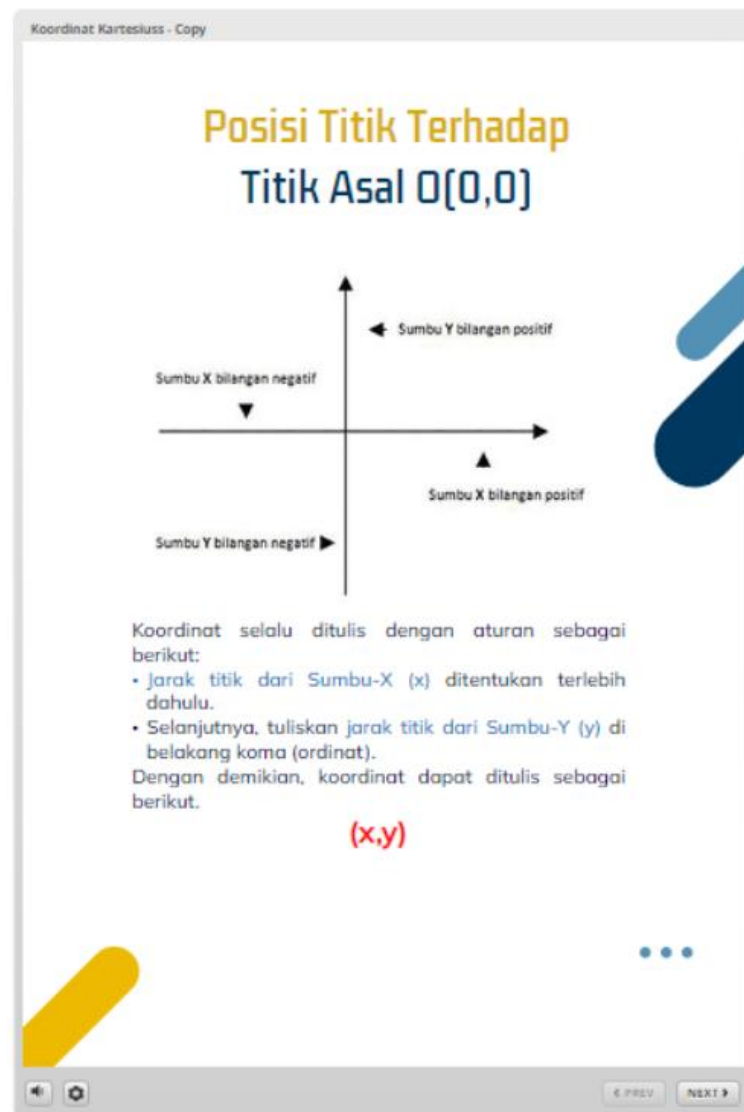 Koordinat Kartesiuss - Copy
Posisi Titik Terhadap
Titik Asal O(0,0)
Sumbu Y bilangan positif
Sumbu X bilangan negatif
Sumbu X bilangan positif
Sumbu Y bilangan negatif
Koordinat selalu ditulis dengan aturan sebagai
berikut:
• Jarak titik dari Sumbu-X (x) ditentukan terlebih
dahulu.
• Selanjutnya, tuliskan jarak titik dari Sumbu-Y (y) di
belakang koma (ordinat).
Dengan demikian, koordinat dapat ditulis sebagai
berikut.
(x,y)
PREV
NEXT